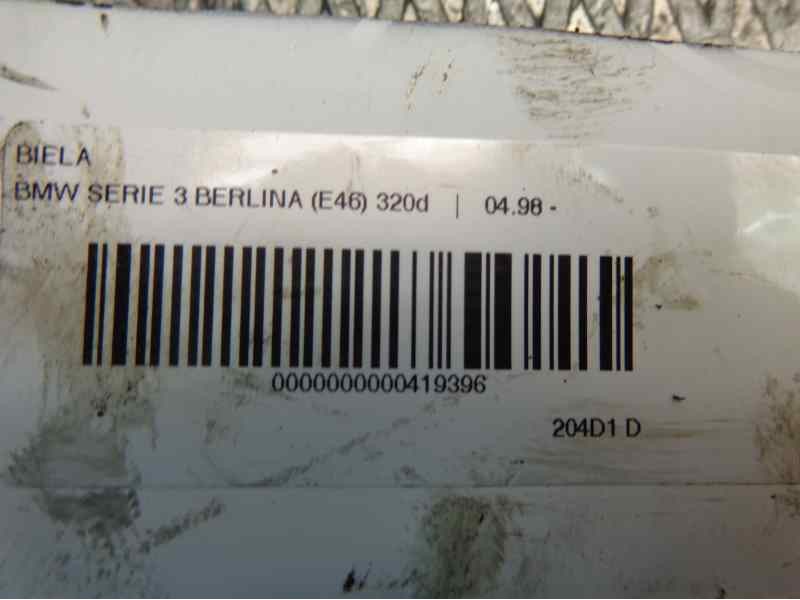 BIELA
BMW SERIE 3 BERLINA (E46) 320d | 04.98 -
0000000000419396
204D1 D